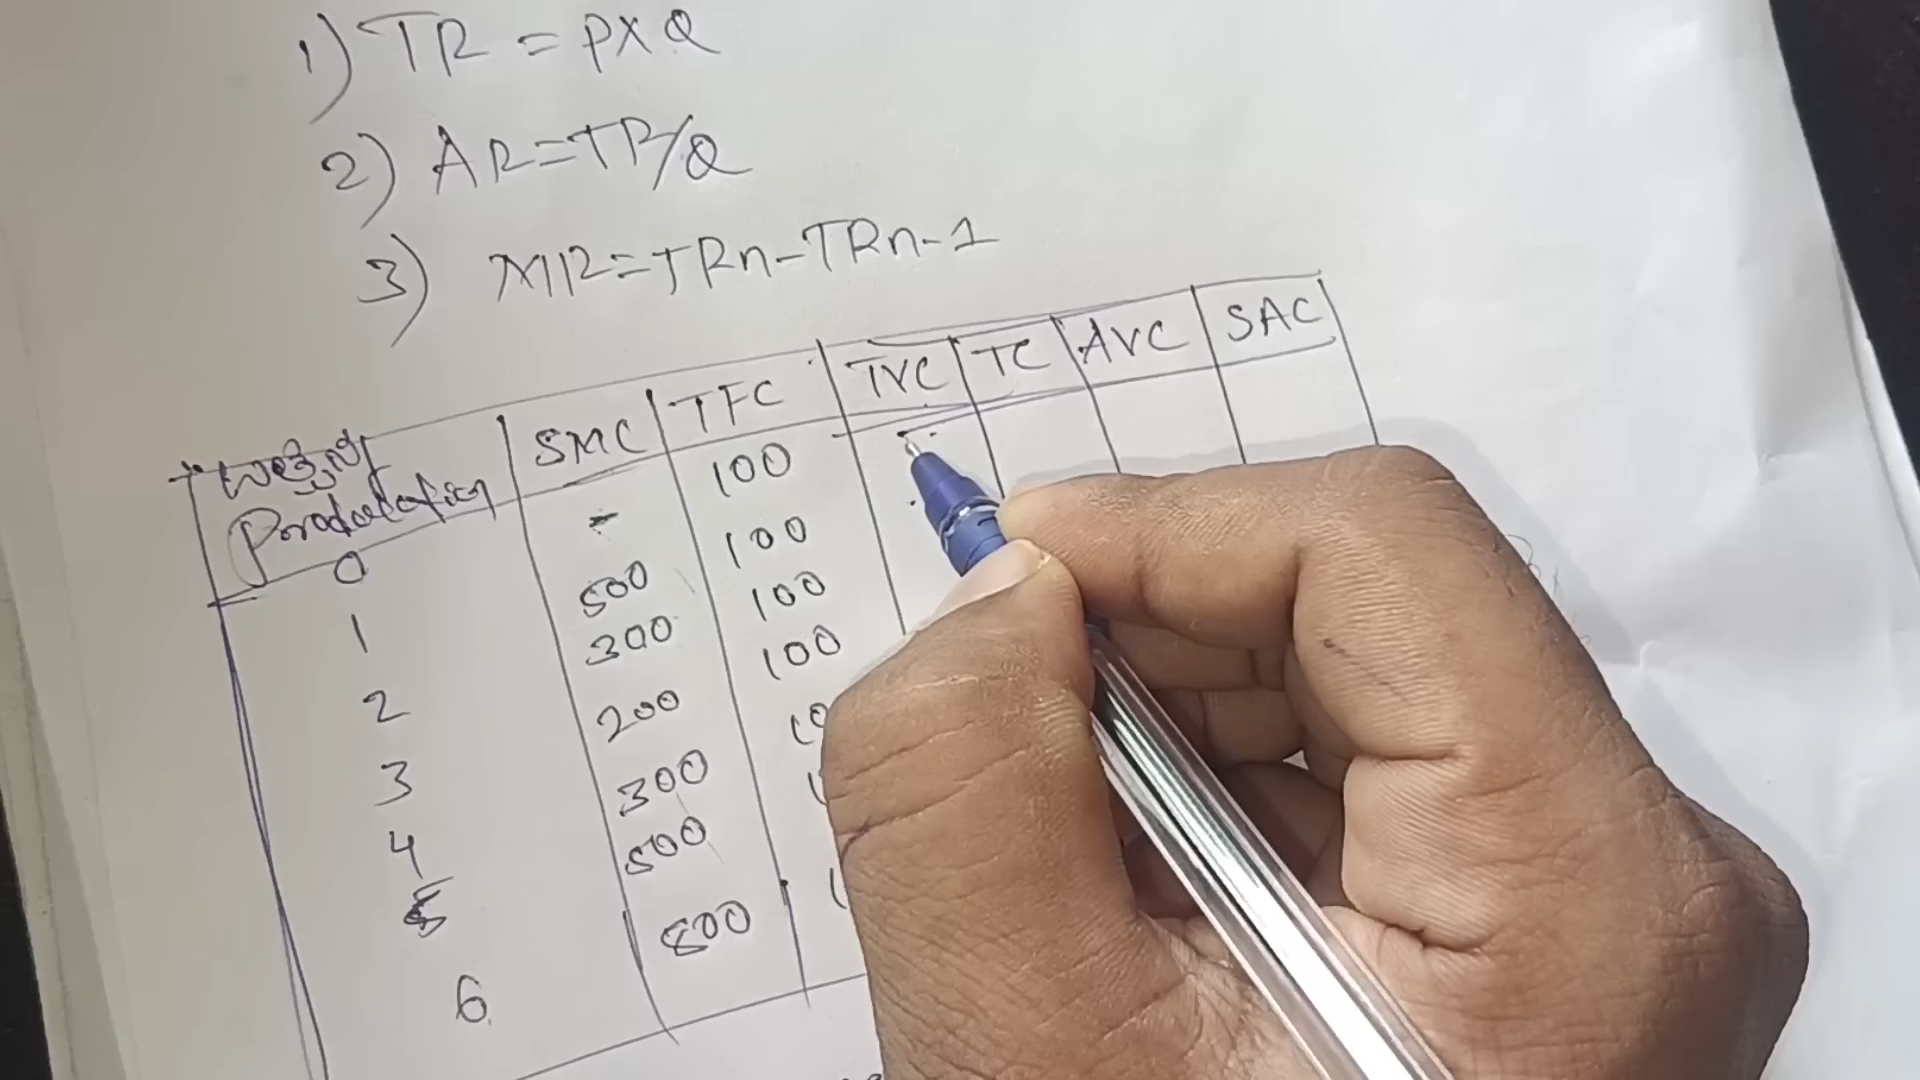 1) TR = P X Q
2) AR=TR/Q
3) MR=TRn-TRn-1
SMC TFC TVC TC AVC SAC
0 - 100 -
1 500 100
2 300 100
3 200 100
4 300
5 500
6 800